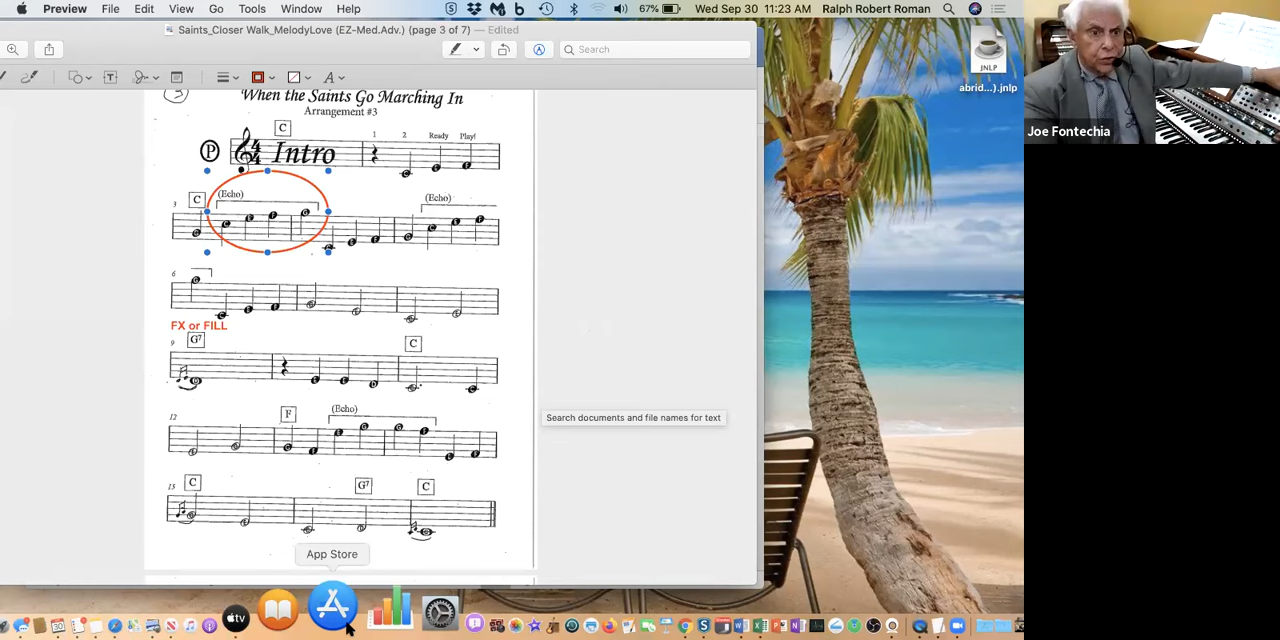 Preview File Edit View Go Tools Window Help
67% Wed Sep 30 11:23 AM Ralph Robert Roman
Saints_Closer Walk_MelodyLove (EZ-Med.Adv.) (page 3 of 7) — Edited
Search
JNLP
abrid...).jnlp
Joe Fontechia
3
When the Saints Go Marching In
Arrangement #3
C
P Intro
1 2 Ready Play!
3 C (Echo) (Echo)
6
FX or FILL
9 G7 C
12 F (Echo)
Search documents and file names for text
15 C G7 C
App Store
tv